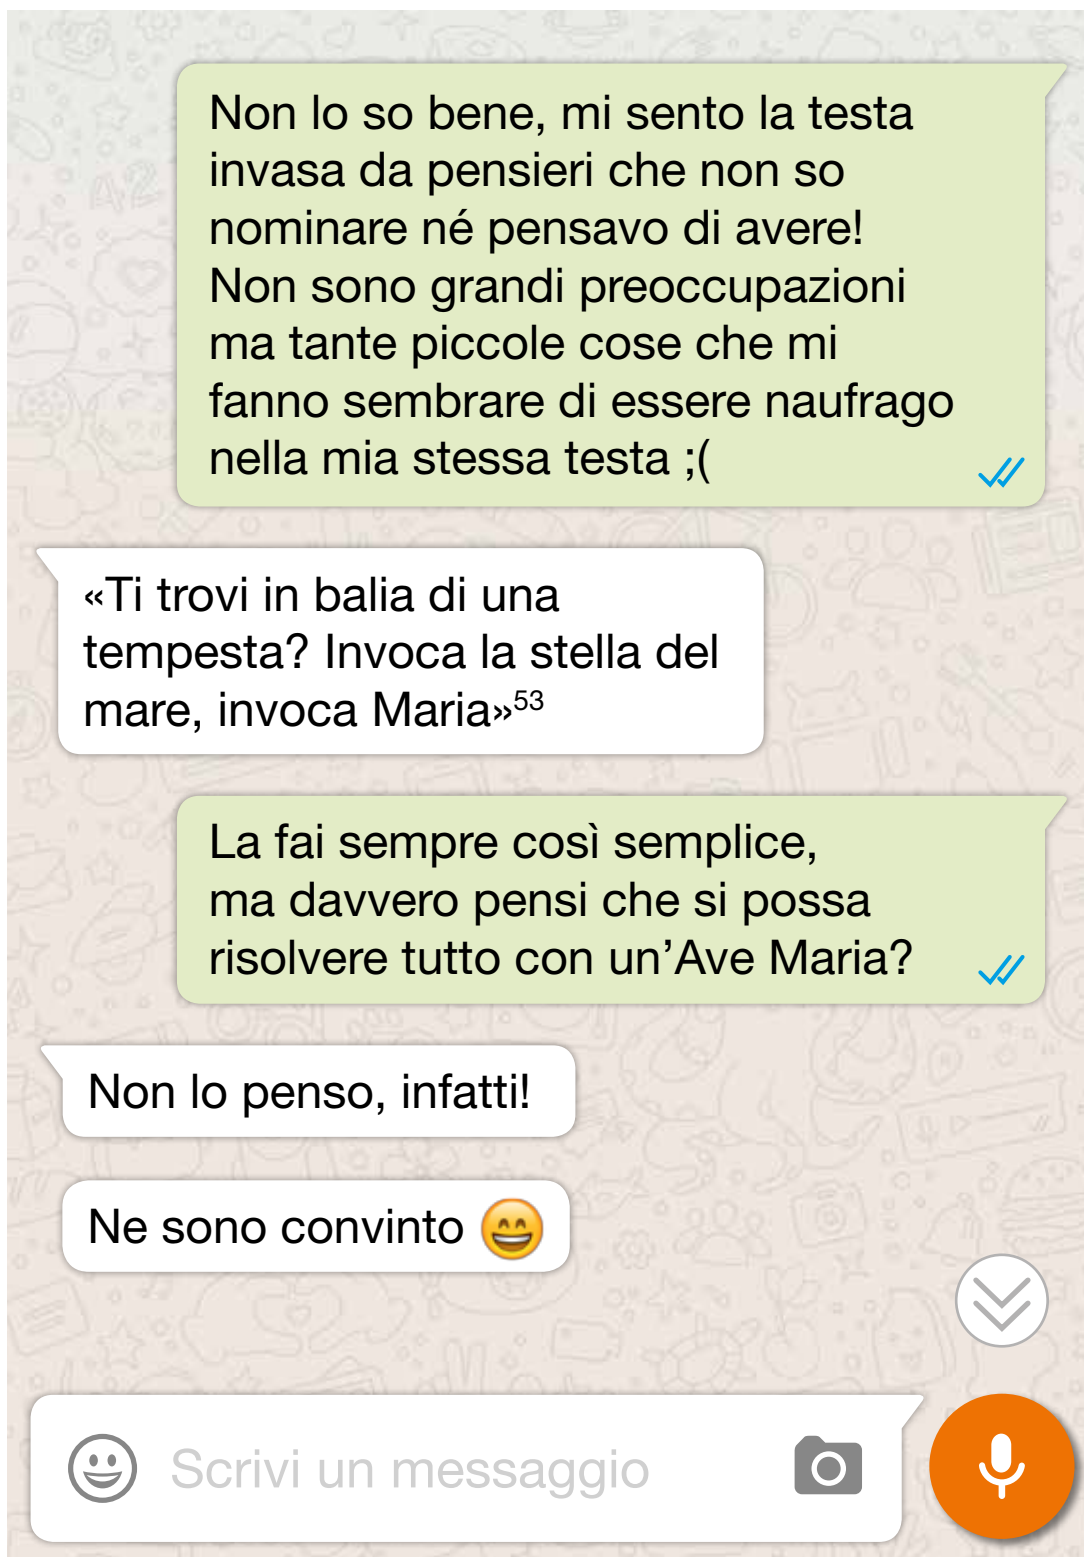 Non lo so bene, mi sento la testa
invasa da pensieri che non so
nominare né pensavo di avere!
Non sono grandi preoccupazioni
ma tante piccole cose che mi
fanno sembrare di essere naufrago
nella mia stessa testa ;(
«Ti trovi in balia di una
tempesta? Invoca la stella del
mare, invoca Maria»⁵³
La fai sempre così semplice,
ma davvero pensi che si possa
risolvere tutto con un’Ave Maria?
Non lo penso, infatti!
Ne sono convinto 😄
Scrivi un messaggio